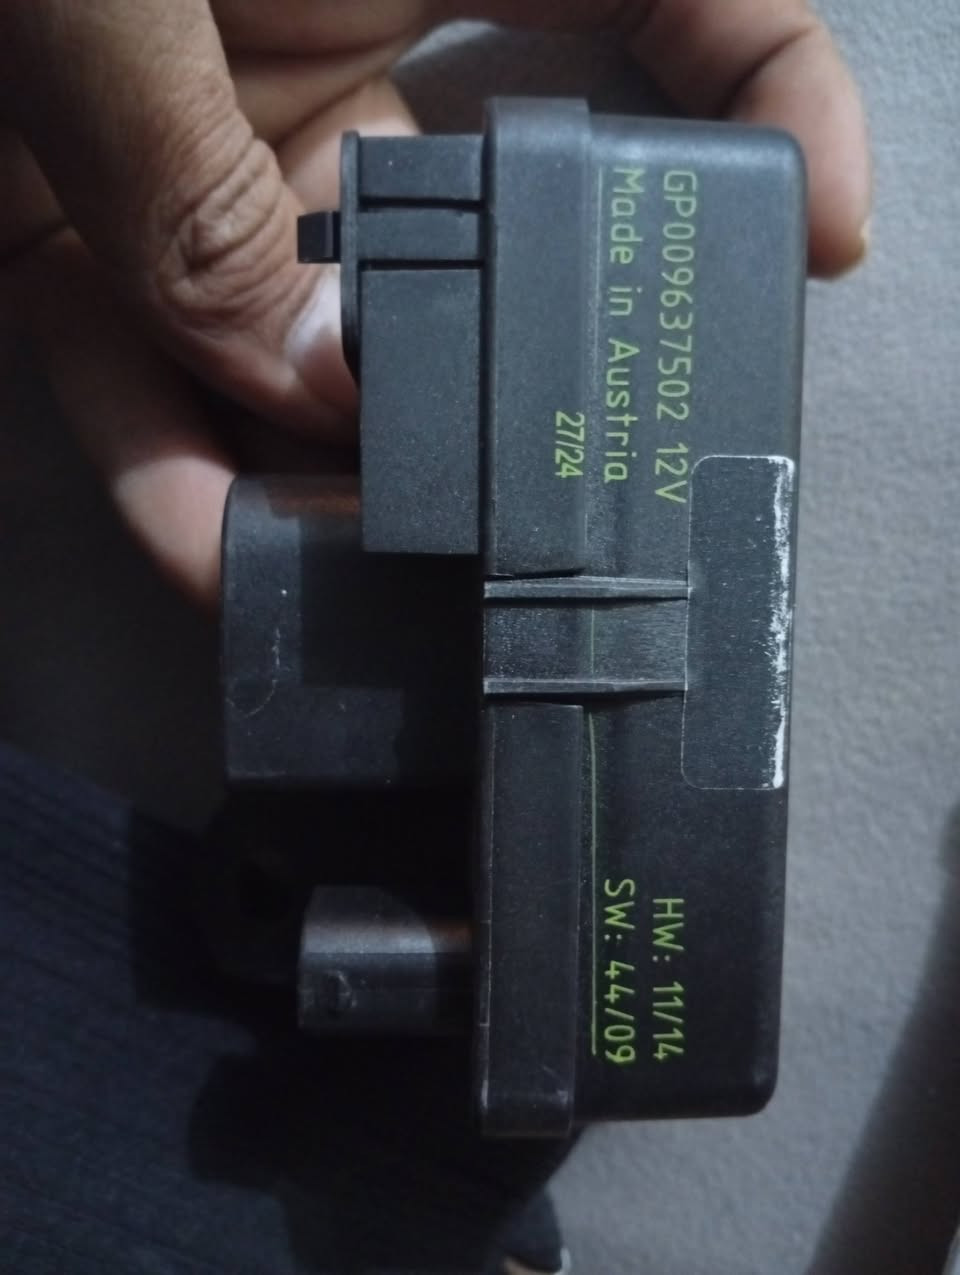 GP009637502 12V
Made in Austria
27/24
HW: 11/14
SW: 44/09